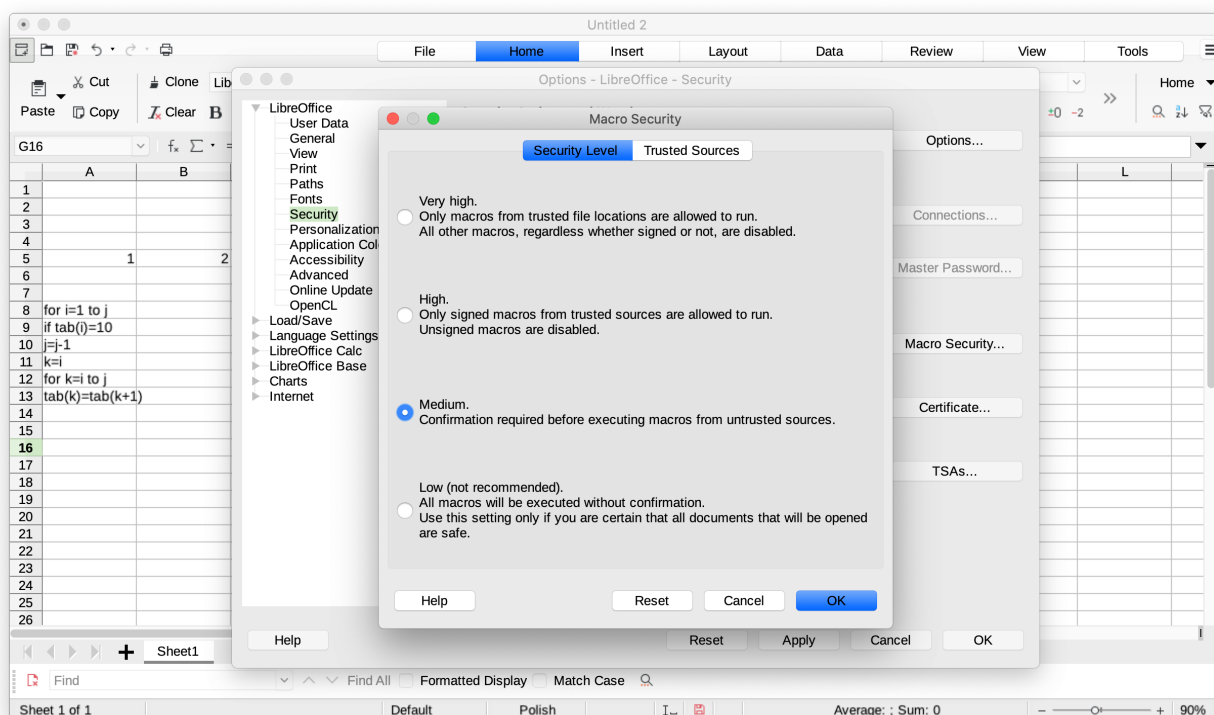 Untitled 2
File Home Insert Layout Data Review View Tools
Cut Clone Lib
Paste Copy Clear B
Home
±0 −2
G16
Options - LibreOffice - Security
A B L
1
2
3
4
5 1 2
6
7
8 for i=1 to j
9 if tab(i)=10
10 j=j-1
11 k=i
12 for k=i to j
13 tab(k)=tab(k+1)
14
15
16
17
18
19
20
21
22
23
24
25
26
LibreOffice
User Data
General
View
Print
Paths
Fonts
Security
Personalization
Application Col
Accessibility
Advanced
Online Update
OpenCL
Load/Save
Language Settings
LibreOffice Calc
LibreOffice Base
Charts
Internet
Macro Security
Security Level Trusted Sources
Very high.
Only macros from trusted file locations are allowed to run.
All other macros, regardless whether signed or not, are disabled.
High.
Only signed macros from trusted sources are allowed to run.
Unsigned macros are disabled.
Medium.
Confirmation required before executing macros from untrusted sources.
Low (not recommended).
All macros will be executed without confirmation.
Use this setting only if you are certain that all documents that will be opened
are safe.
Help Reset Cancel OK
Options...
Connections...
Master Password...
Macro Security...
Certificate...
TSAs...
Help Reset Apply Cancel OK
Sheet1
Find Find All Formatted Display Match Case
Sheet 1 of 1 Default Polish Average: ; Sum: 0 90%